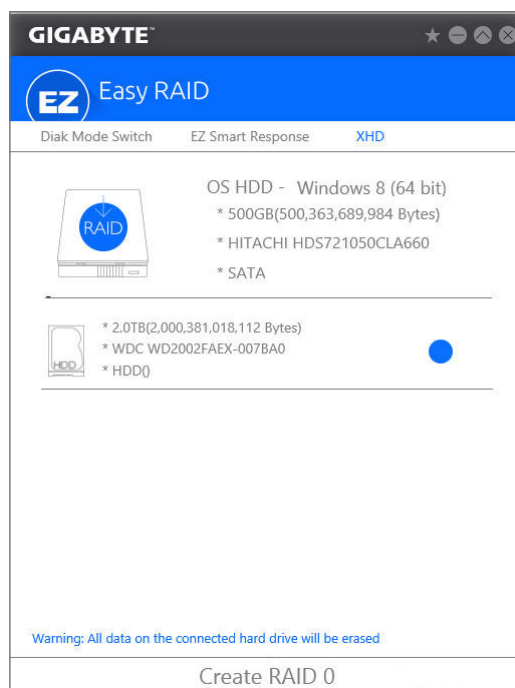 GIGABYTE™
EZ Easy RAID
Diak Mode Switch EZ Smart Response XHD
RAID
OS HDD - Windows 8 (64 bit)
* 500GB(500,363,689,984 Bytes)
* HITACHI HDS721050CLA660
* SATA
HDD
* 2.0TB(2,000,381,018,112 Bytes)
* WDC WD2002FAEX-007BA0
* HDD()
Warning: All data on the connected hard drive will be erased
Create RAID 0